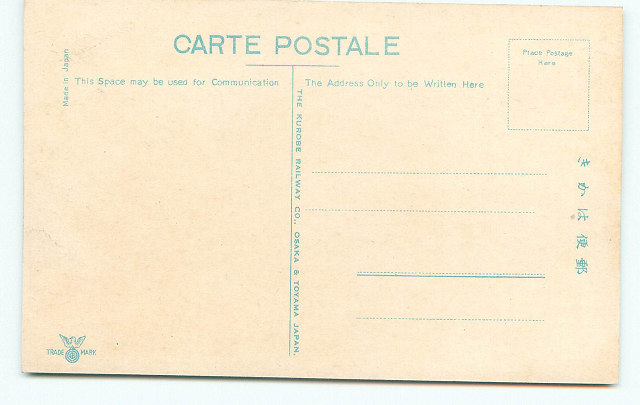 CARTE POSTALE
Place Postage
Here
Made in Japan
This Space may be used for Communication
The Address Only to be Written Here
THE KUROBE RAILWAY CO., OSAKA & TOYAMA JAPAN.
郵便はかき
TRADE MARK